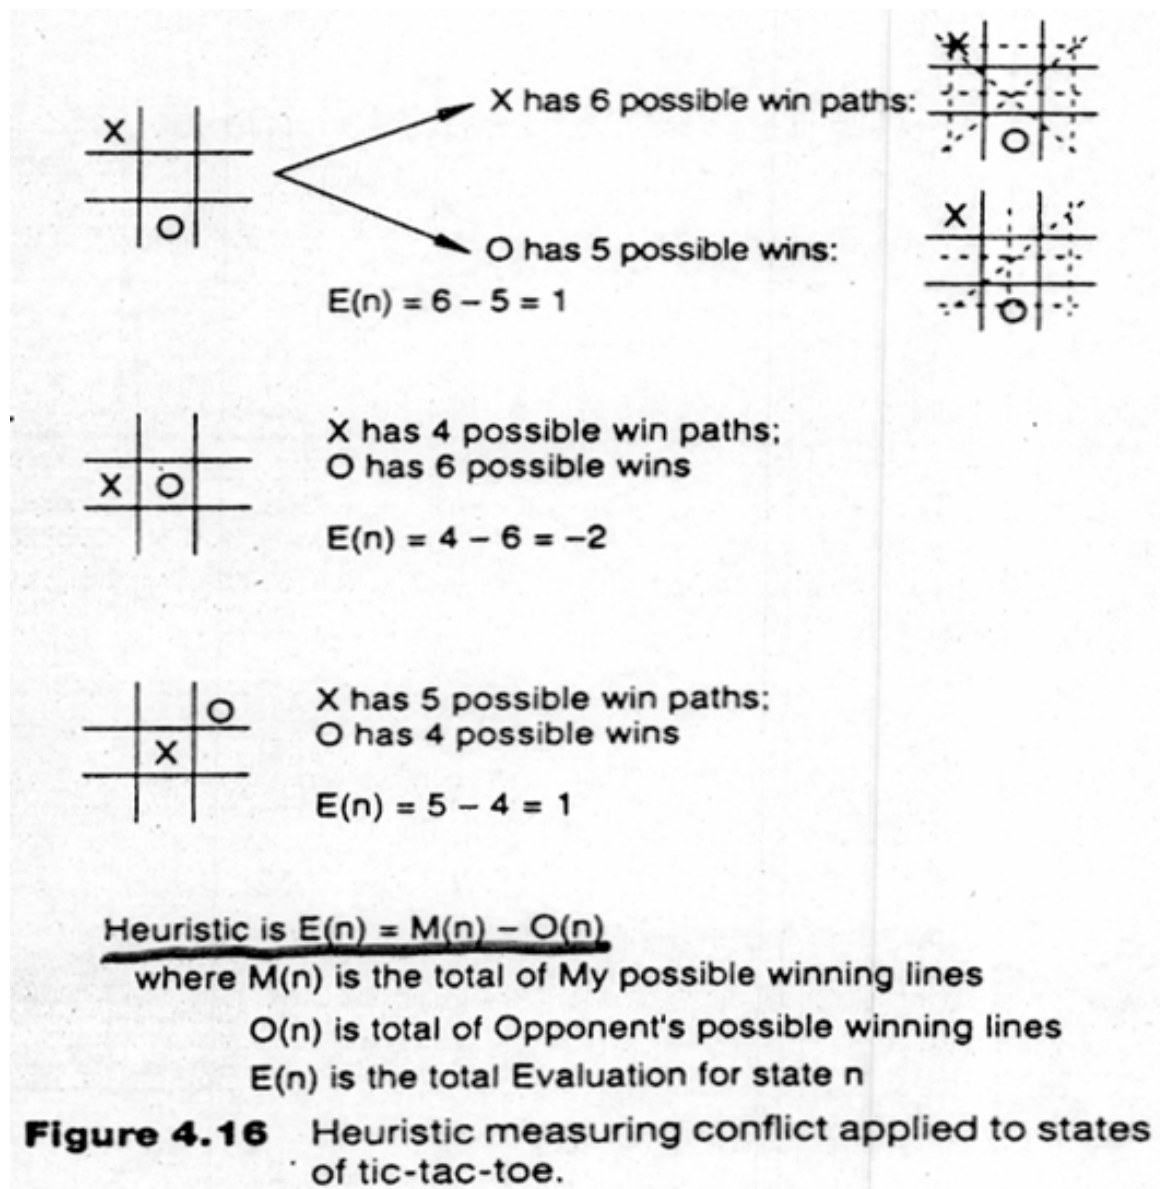 X has 6 possible win paths:
X
O
X
O
X
O
O has 5 possible wins:
E(n) = 6 – 5 = 1
X
O
X O
X has 4 possible win paths;
O has 6 possible wins
E(n) = 4 – 6 = –2
O
X
X has 5 possible win paths;
O has 4 possible wins
E(n) = 5 – 4 = 1
Heuristic is E(n) = M(n) – O(n)
where M(n) is the total of My possible winning lines
O(n) is total of Opponent's possible winning lines
E(n) is the total Evaluation for state n
Figure 4.16 Heuristic measuring conflict applied to states
of tic-tac-toe.